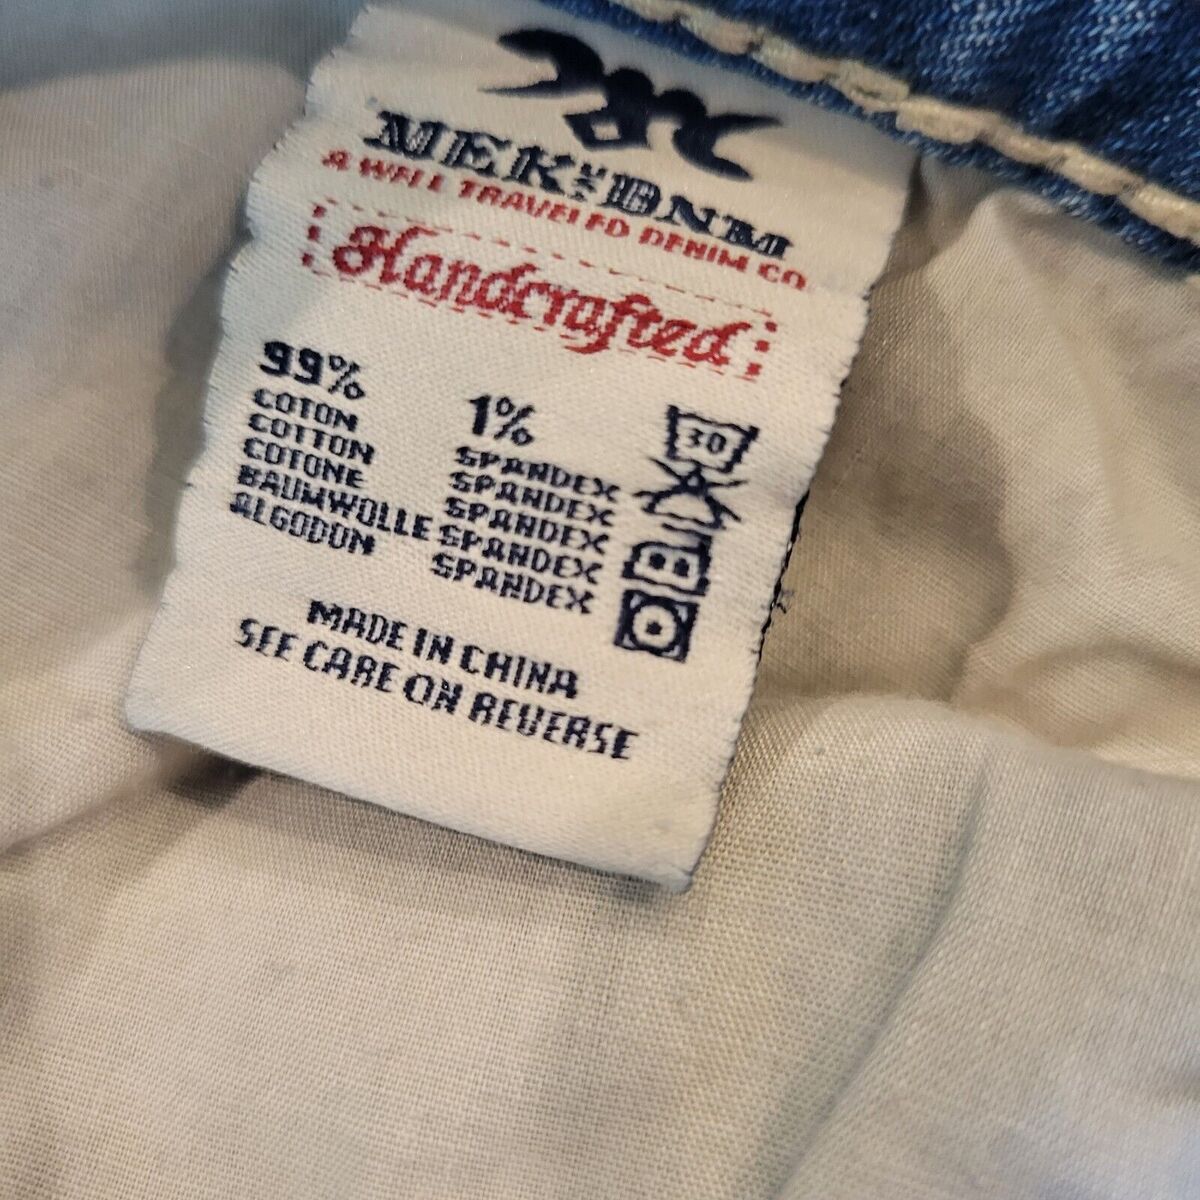 NEK DNM
A WELL TRAVELED DENIM CO.
Handcrafted
99%
COTON
COTTON
COTONE
BAUMWOLLE
ALGODON
1%
SPANDEX
SPANDEX
SPANDEX
SPANDEX
SPANDEX
30
MADE IN CHINA
SEE CARE ON REVERSE